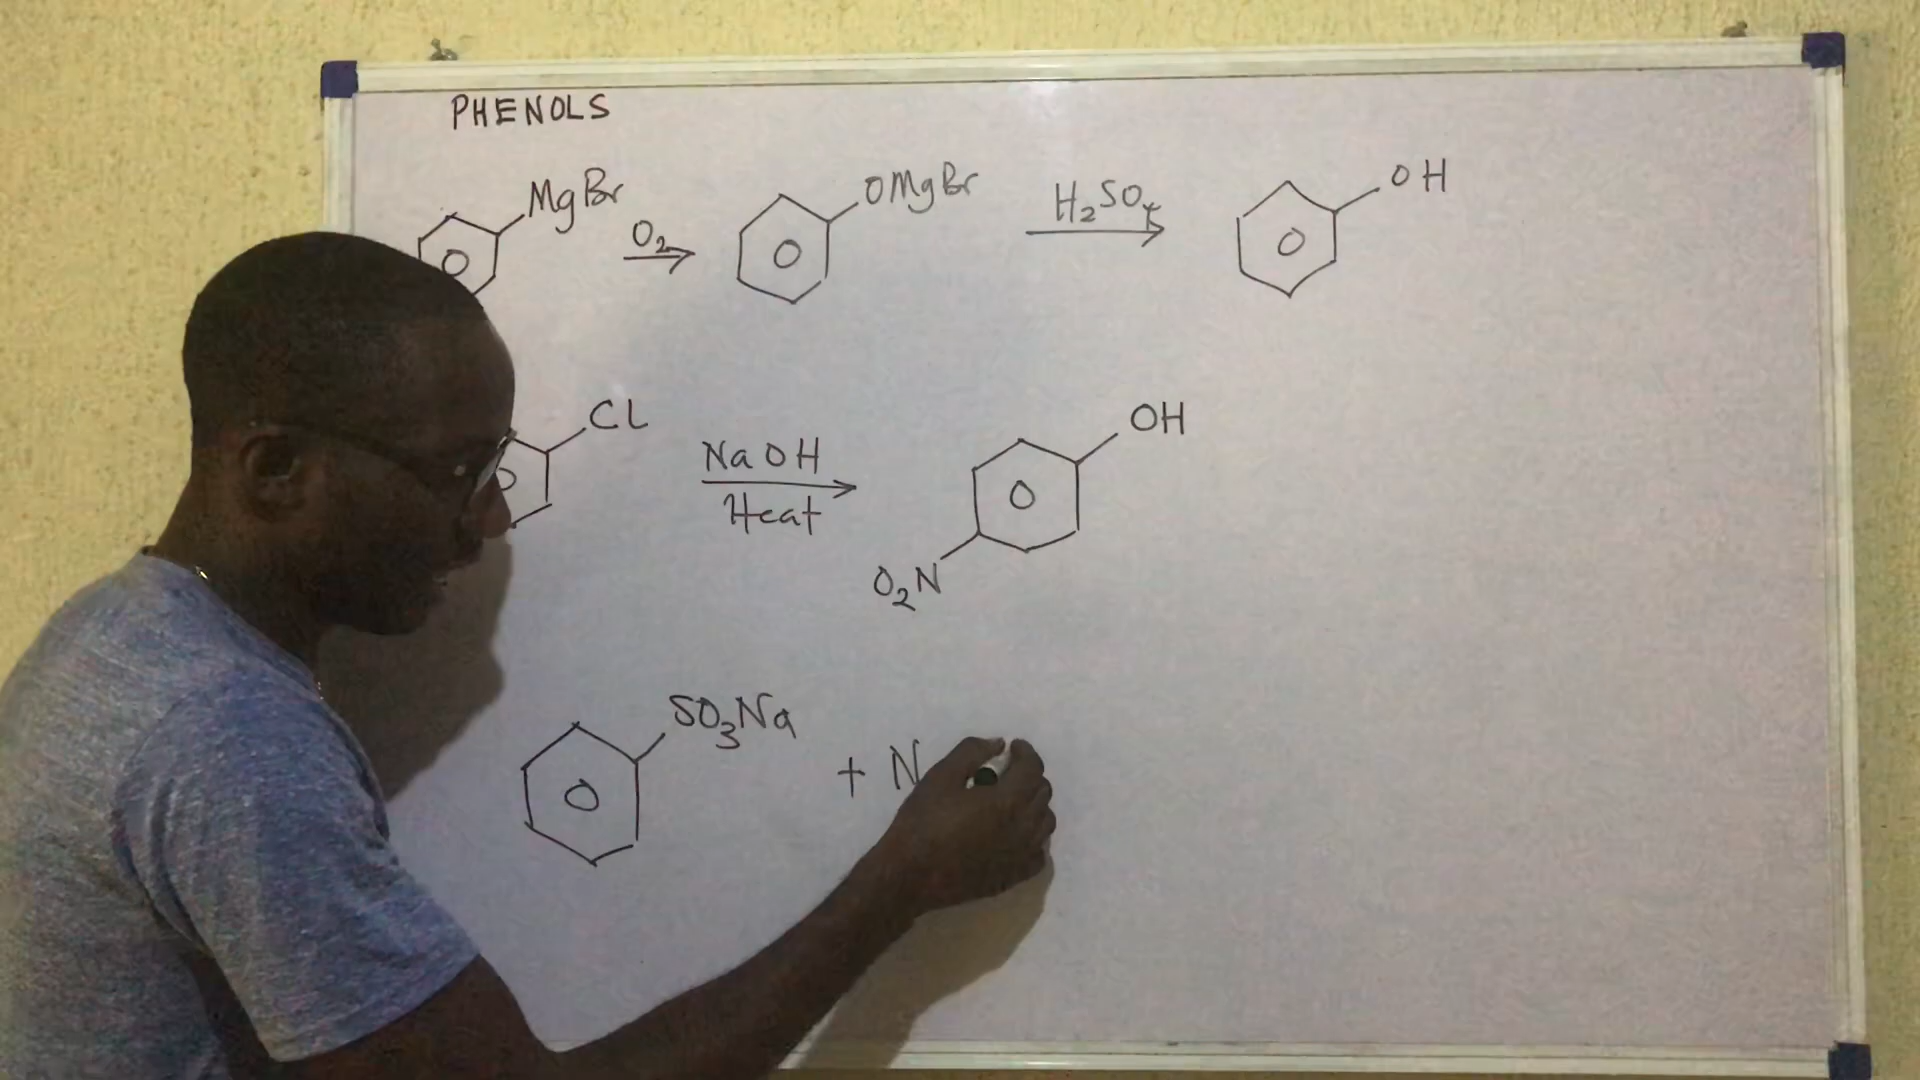 PHENOLS
MgBr O2 OMgBr H2SO4 OH
Cl NaOH Heat OH
O2N
SO3Na + N